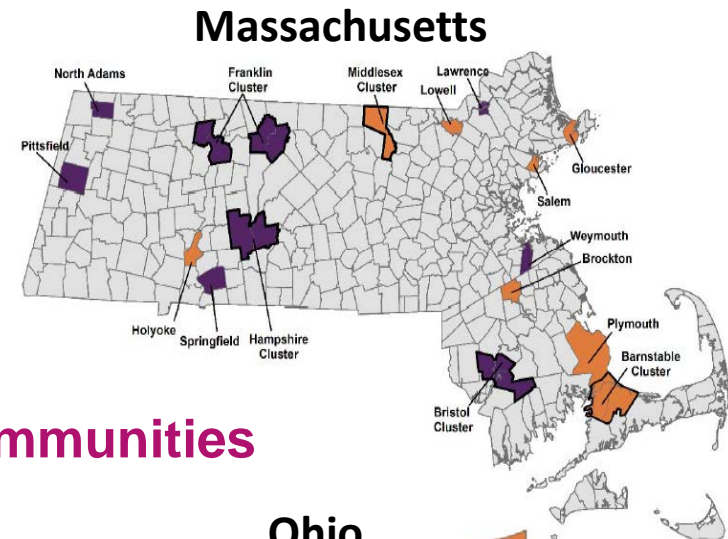 Massachusetts
North Adams
Franklin
Cluster
Middlesex
Cluster
Lawrence
Lowell
Pittsfield
Gloucester
Salem
Weymouth
Brockton
Holyoke
Springfield
Hampshire
Cluster
Plymouth
Barnstable
Cluster
Bristol
Cluster
mmunities
Ohio